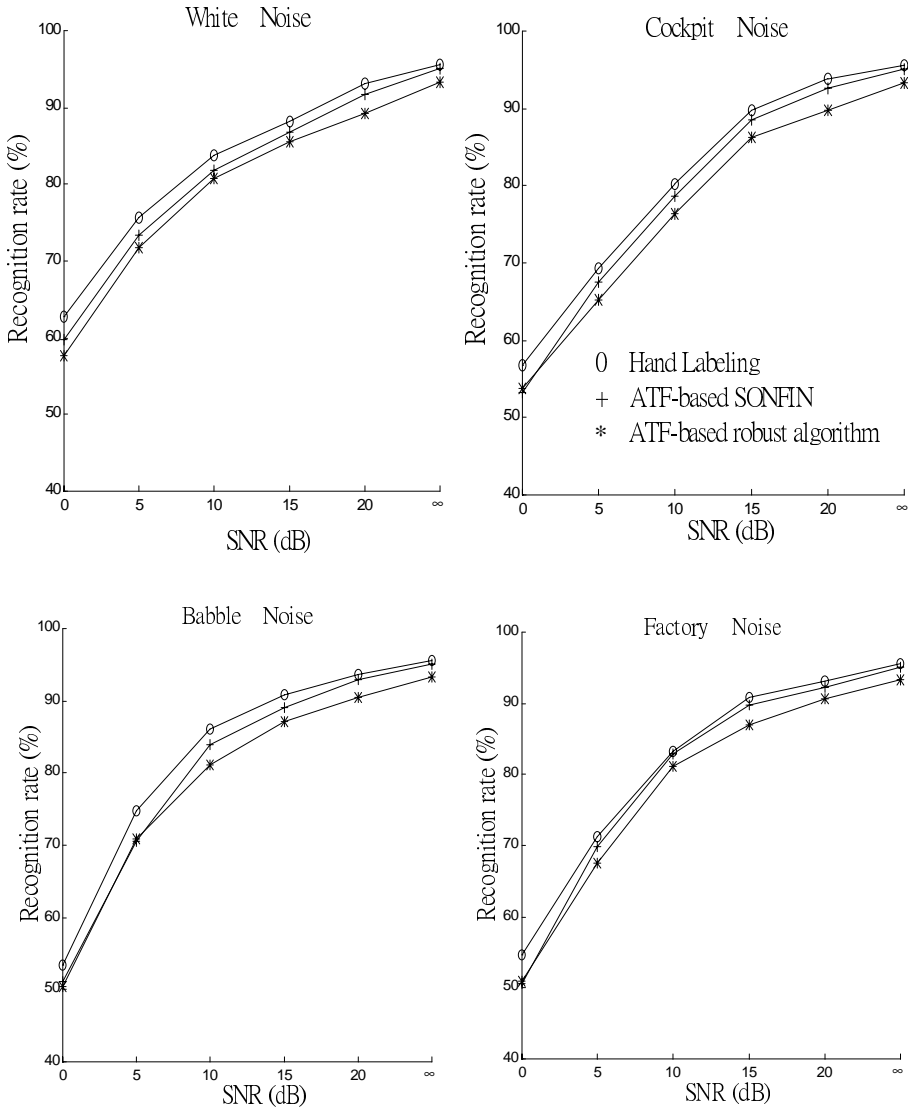 White Noise
100
90
80
70
60
50
40
Recognition rate (%)
0 5 10 15 20 ∞
SNR (dB)
Cockpit Noise
100
90
80
70
60
50
40
Recognition rate (%)
0 Hand Labeling
+ ATF-based SONFIN
* ATF-based robust algorithm
0 5 10 15 20 ∞
SNR (dB)
Babble Noise
100
90
80
70
60
50
40
Recognition rate (%)
0 5 10 15 20 ∞
SNR (dB)
Factory Noise
100
90
80
70
60
50
40
Recognition rate (%)
0 5 10 15 20 ∞
SNR (dB)